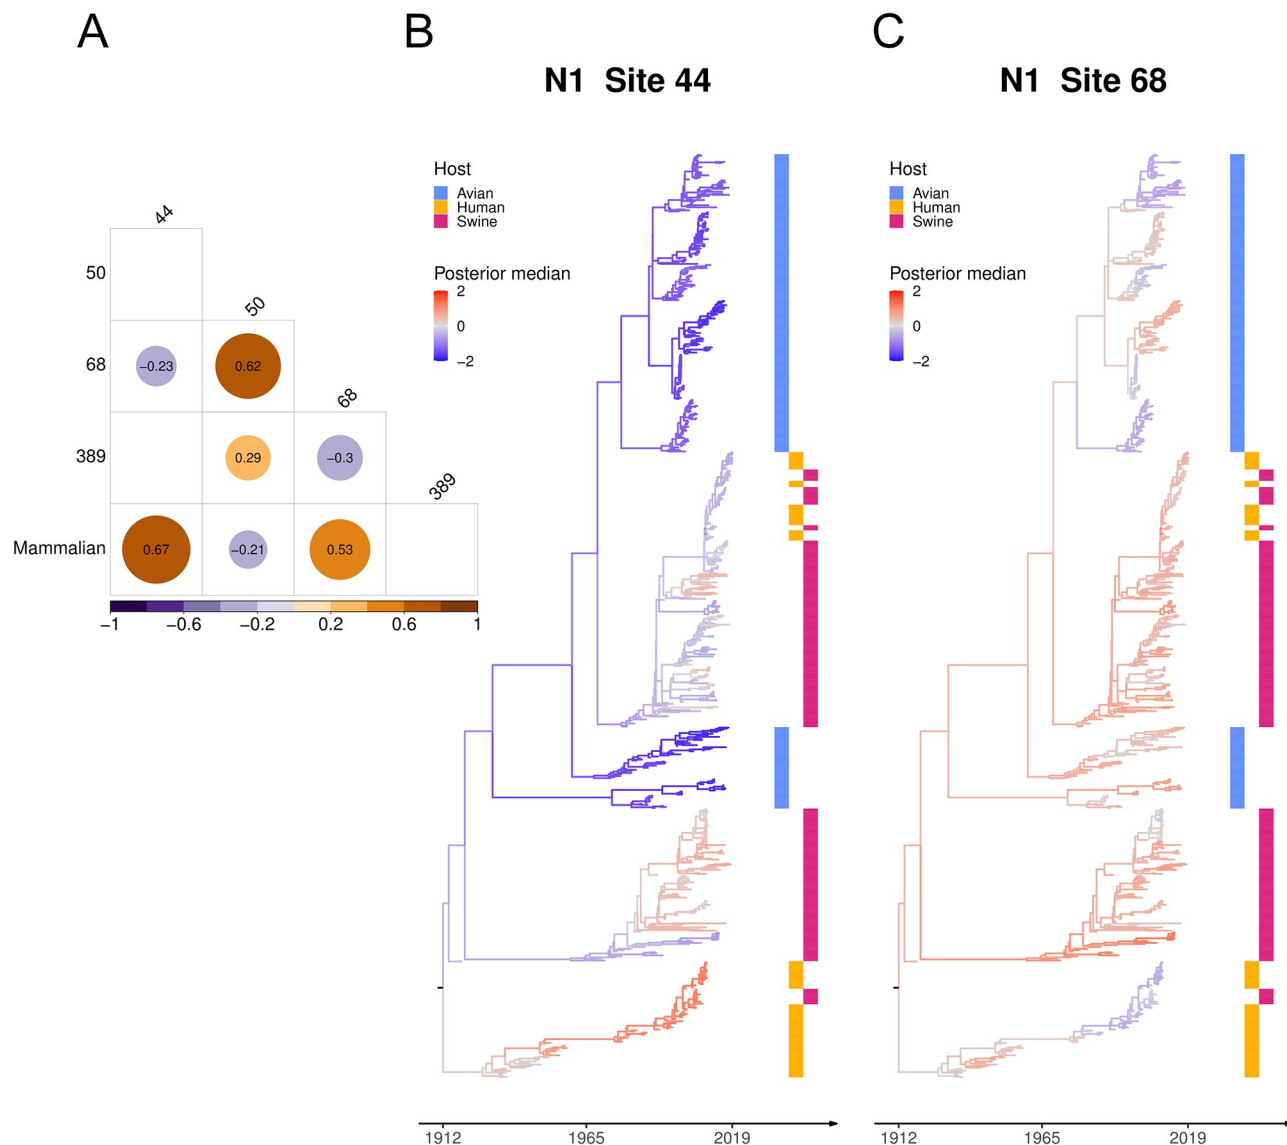 A
B
C
N1 Site 44
N1 Site 68
44
50
50
68
−0.23
0.62
68
389
0.29
−0.3
389
Mammalian
0.67
−0.21
0.53
−1
−0.6
−0.2
0.2
0.6
1
Host
Avian
Human
Swine
Posterior median
2
0
−2
1912
1965
2019
Host
Avian
Human
Swine
Posterior median
2
0
−2
1912
1965
2019